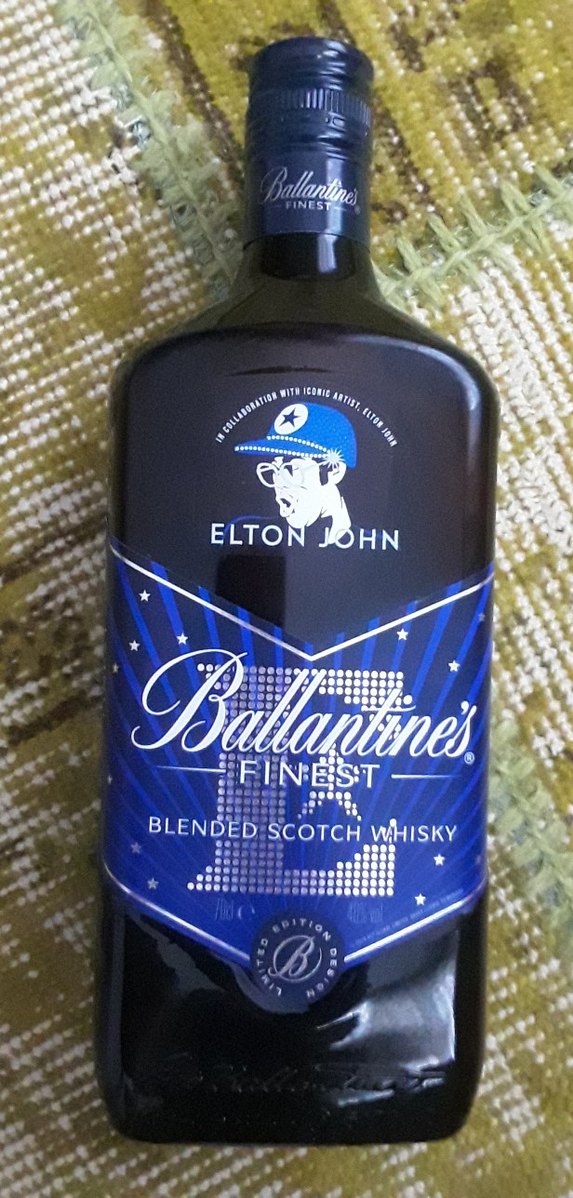 Ballantine's
FINEST
IN COLLABORATION WITH ICONIC ARTIST, ELTON JOHN
ELTON JOHN
E
Ballantine's®
FINEST
BLENDED SCOTCH WHISKY
70cl e
40% vol
LIMITED EDITION DESIGN
B